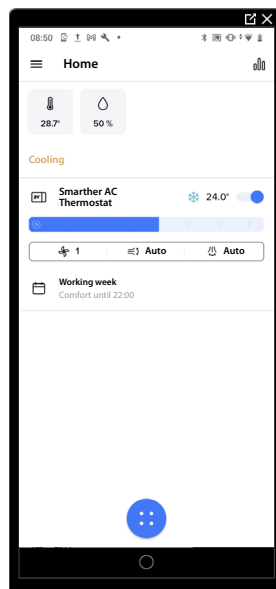 08:50
Home
28.7° 50 %
Cooling
Smarther AC
Thermostat
24.0°
1 Auto Auto
Working week
Comfort until 22:00